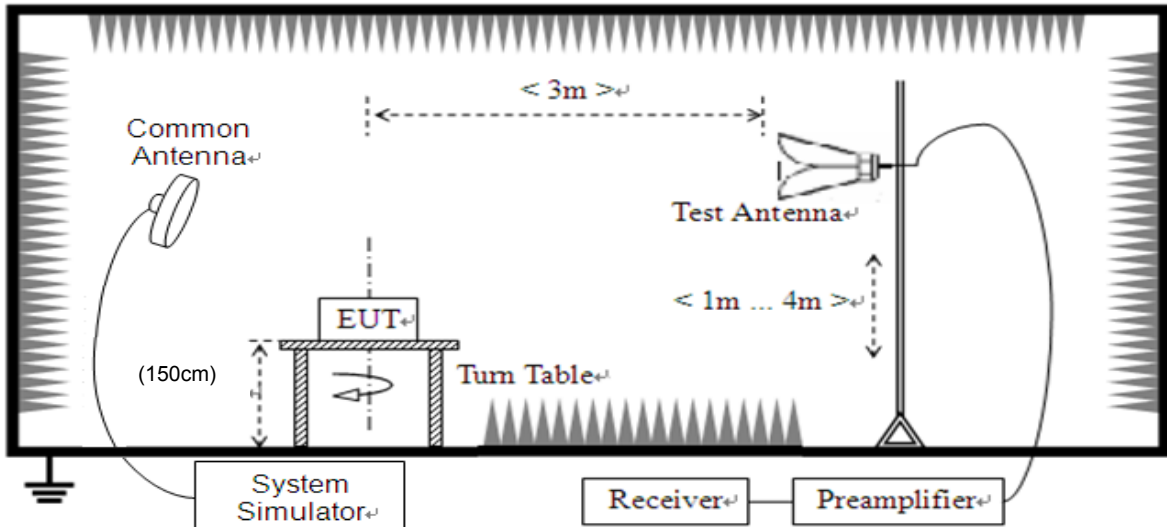 < 3m >↵
Common
Antenna↵
Test Antenna↵
< 1m ... 4m >↵
EUT↵
(150cm)
Turn Table↵
System
Simulator↵
Receiver↵
Preamplifier↵